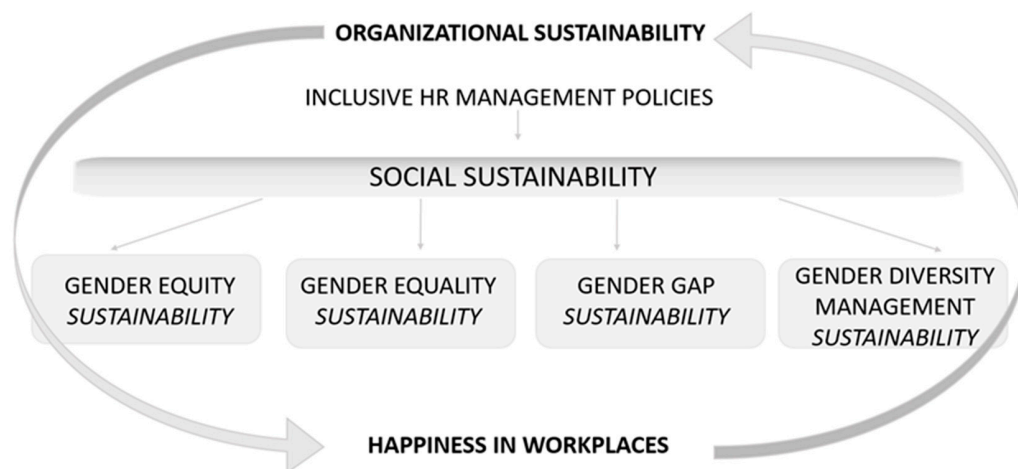 ORGANIZATIONAL SUSTAINABILITY
INCLUSIVE HR MANAGEMENT POLICIES
SOCIAL SUSTAINABILITY
GENDER EQUITY
SUSTAINABILITY
GENDER EQUALITY
SUSTAINABILITY
GENDER GAP
SUSTAINABILITY
GENDER DIVERSITY
MANAGEMENT
SUSTAINABILITY
HAPPINESS IN WORKPLACES